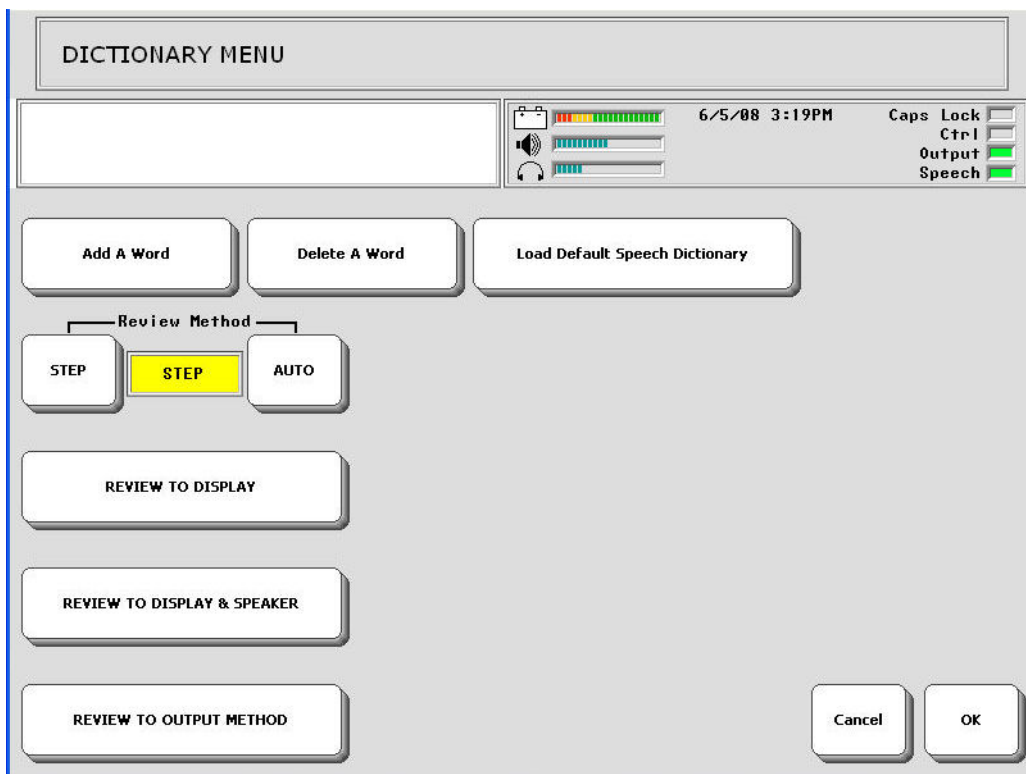 DICTIONARY MENU
6/5/08 3:19PM
Caps Lock
Ctrl
Output
Speech
Add A Word
Delete A Word
Load Default Speech Dictionary
Review Method
STEP
STEP
AUTO
REVIEW TO DISPLAY
REVIEW TO DISPLAY & SPEAKER
REVIEW TO OUTPUT METHOD
Cancel
OK